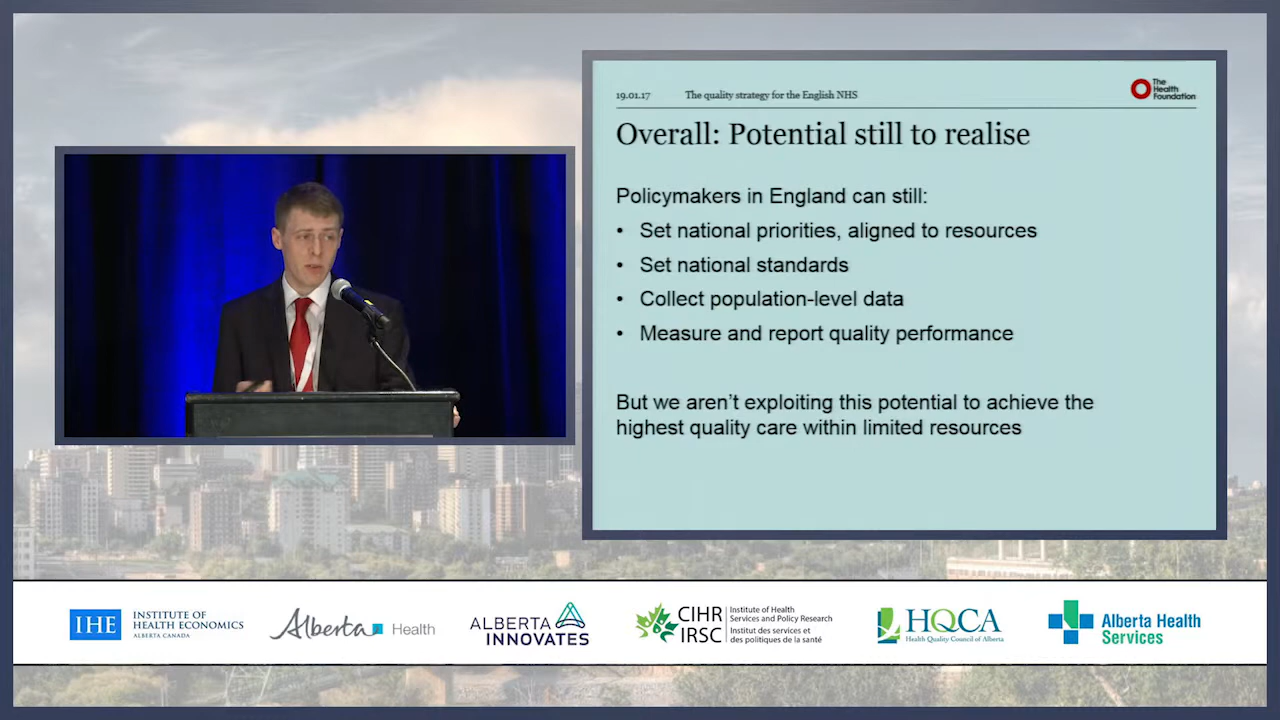 19.01.17 The quality strategy for the English NHS
The
Health
Foundation
Overall: Potential still to realise
Policymakers in England can still:
• Set national priorities, aligned to resources
• Set national standards
• Collect population-level data
• Measure and report quality performance
But we aren't exploiting this potential to achieve the
highest quality care within limited resources
IHE
INSTITUTE OF
HEALTH ECONOMICS
ALBERTA CANADA
Alberta Health
ALBERTA
INNOVATES
CIHR
IRSC
Institute of Health
Services and Policy Research
Institut des services et
des politiques de la santé
HQCA
Health Quality Council of Alberta
Alberta Health
Services